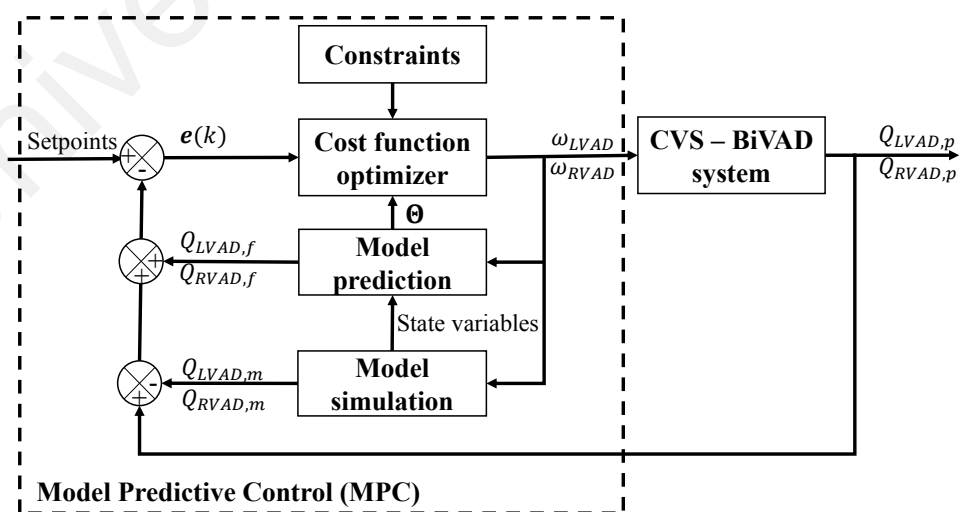 Constraints
Setpoints
+
-
𝒆(k)
Cost function
optimizer
ω_LVAD
ω_RVAD
CVS – BiVAD
system
Q_LVAD,p
Q_RVAD,p
Θ
Q_LVAD,f
Q_RVAD,f
+
+
Model
prediction
State variables
Q_LVAD,m
Q_RVAD,m
-
+
Model
simulation
Model Predictive Control (MPC)